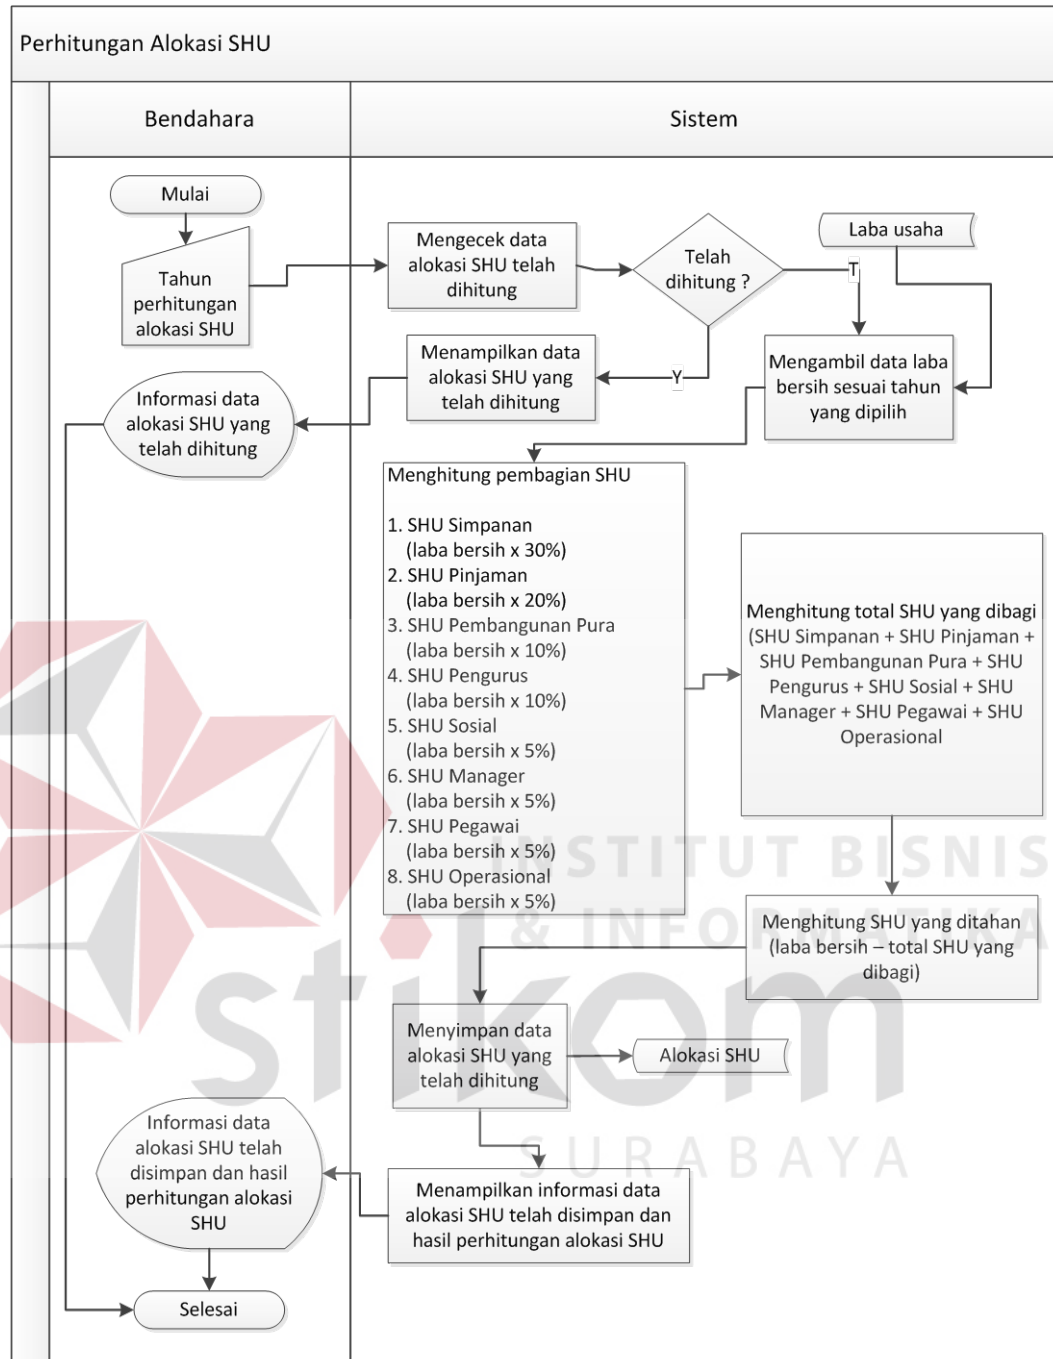 Perhitungan Alokasi SHU
Bendahara
Sistem
Mulai
Tahun
perhitungan
alokasi SHU
Mengecek data
alokasi SHU telah
dihitung
Telah
dihitung ?
T
Y
Laba usaha
Mengambil data laba
bersih sesuai tahun
yang dipilih
Menampilkan data
alokasi SHU yang
telah dihitung
Informasi data
alokasi SHU yang
telah dihitung
Menghitung pembagian SHU
1. SHU Simpanan
(laba bersih x 30%)
2. SHU Pinjaman
(laba bersih x 20%)
3. SHU Pembangunan Pura
(laba bersih x 10%)
4. SHU Pengurus
(laba bersih x 10%)
5. SHU Sosial
(laba bersih x 5%)
6. SHU Manager
(laba bersih x 5%)
7. SHU Pegawai
(laba bersih x 5%)
8. SHU Operasional
(laba bersih x 5%)
Menghitung total SHU yang dibagi
(SHU Simpanan + SHU Pinjaman +
SHU Pembangunan Pura + SHU
Pengurus + SHU Sosial + SHU
Manager + SHU Pegawai + SHU
Operasional
Menghitung SHU yang ditahan
(laba bersih – total SHU yang
dibagi)
Menyimpan data
alokasi SHU yang
telah dihitung
Alokasi SHU
Menampilkan informasi data
alokasi SHU telah disimpan dan
hasil perhitungan alokasi SHU
Informasi data
alokasi SHU telah
disimpan dan hasil
perhitungan alokasi
SHU
Selesai
INSTITUT BISNIS
& INFORMATIKA
stikom
SURABAYA